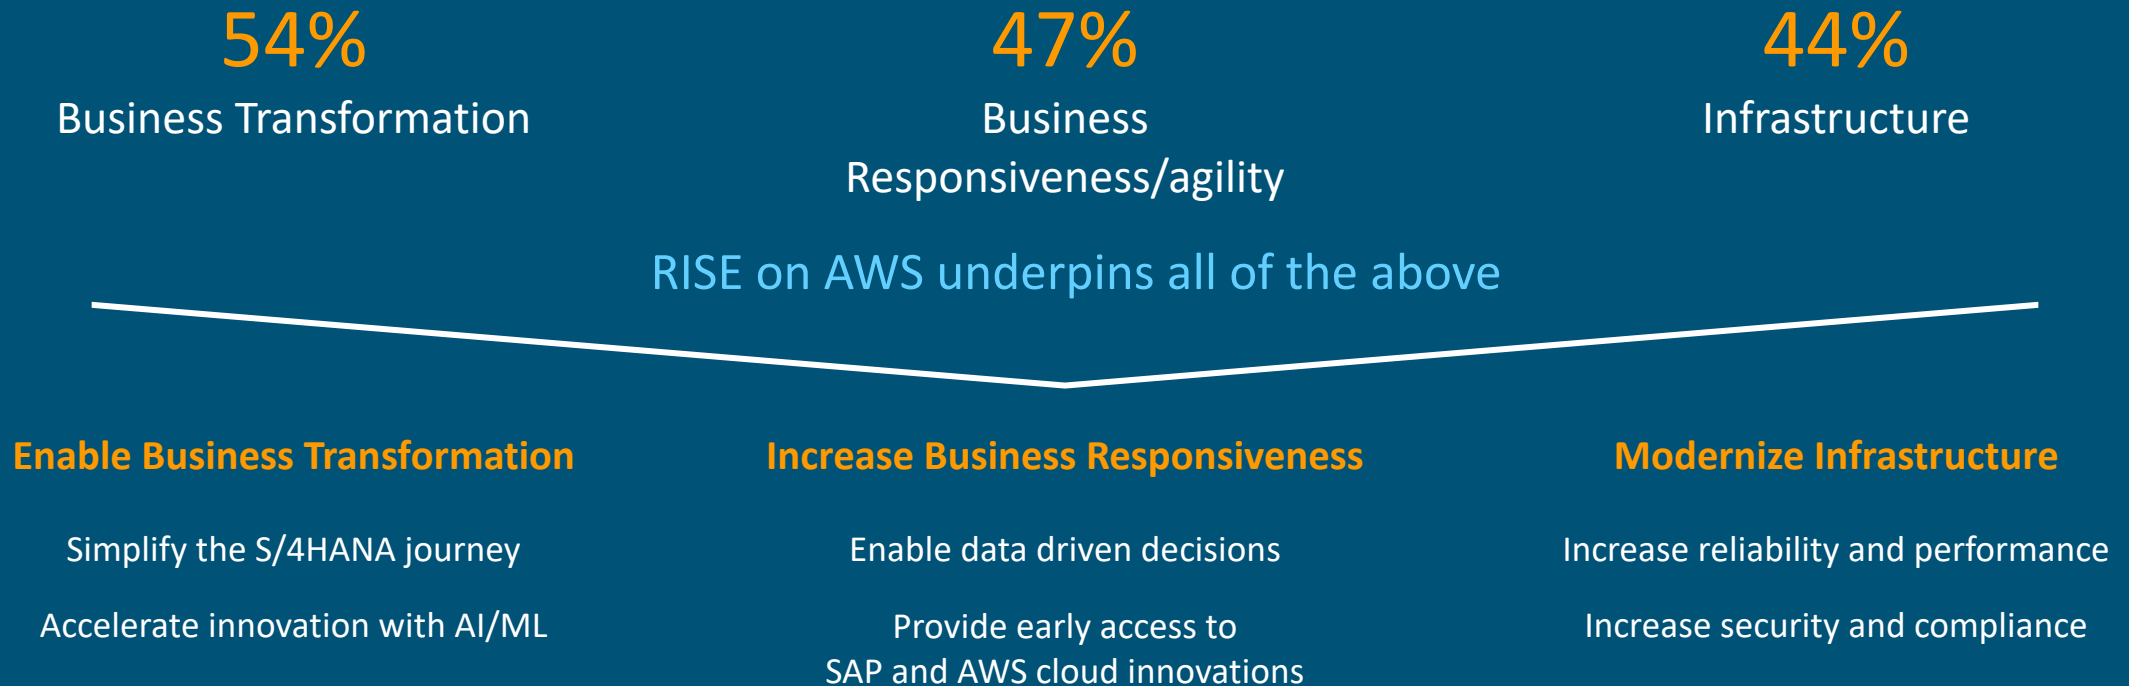 54%
Business Transformation
47%
Business
Responsiveness/agility
44%
Infrastructure
RISE on AWS underpins all of the above
Enable Business Transformation
Simplify the S/4HANA journey
Accelerate innovation with AI/ML
Increase Business Responsiveness
Enable data driven decisions
Provide early access to
SAP and AWS cloud innovations
Modernize Infrastructure
Increase reliability and performance
Increase security and compliance